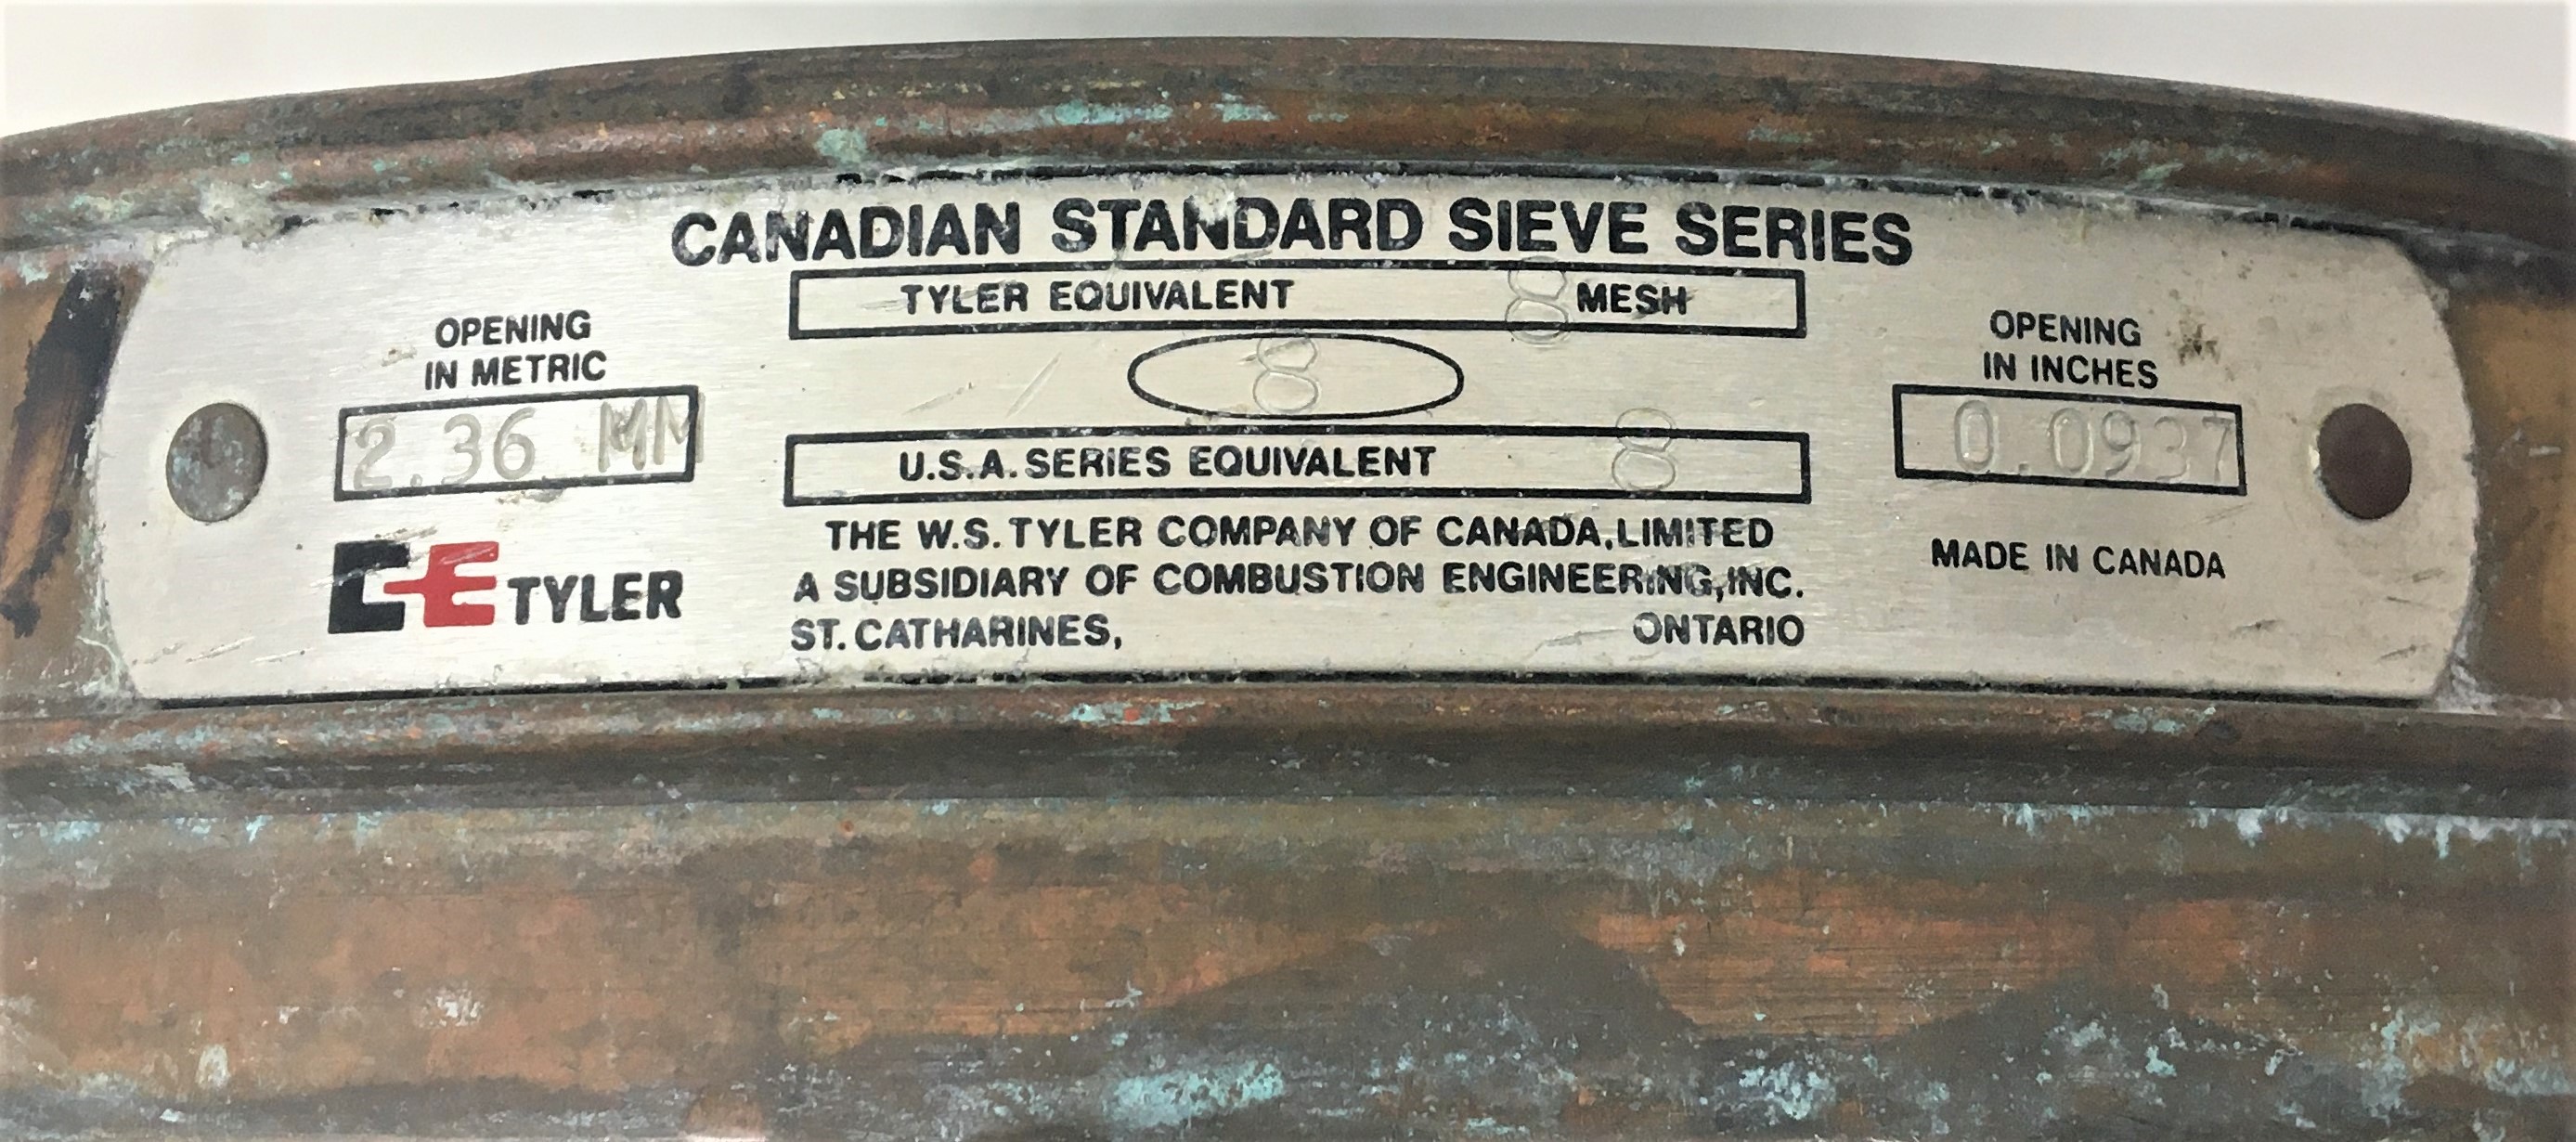 CANADIAN STANDARD SIEVE SERIES
TYLER EQUIVALENT 8 MESH
8
U.S.A. SERIES EQUIVALENT 8
OPENING
IN METRIC
2.36 MM
OPENING
IN INCHES
0.0937
CE TYLER
THE W.S. TYLER COMPANY OF CANADA, LIMITED
A SUBSIDIARY OF COMBUSTION ENGINEERING, INC.
ST. CATHARINES, ONTARIO
MADE IN CANADA